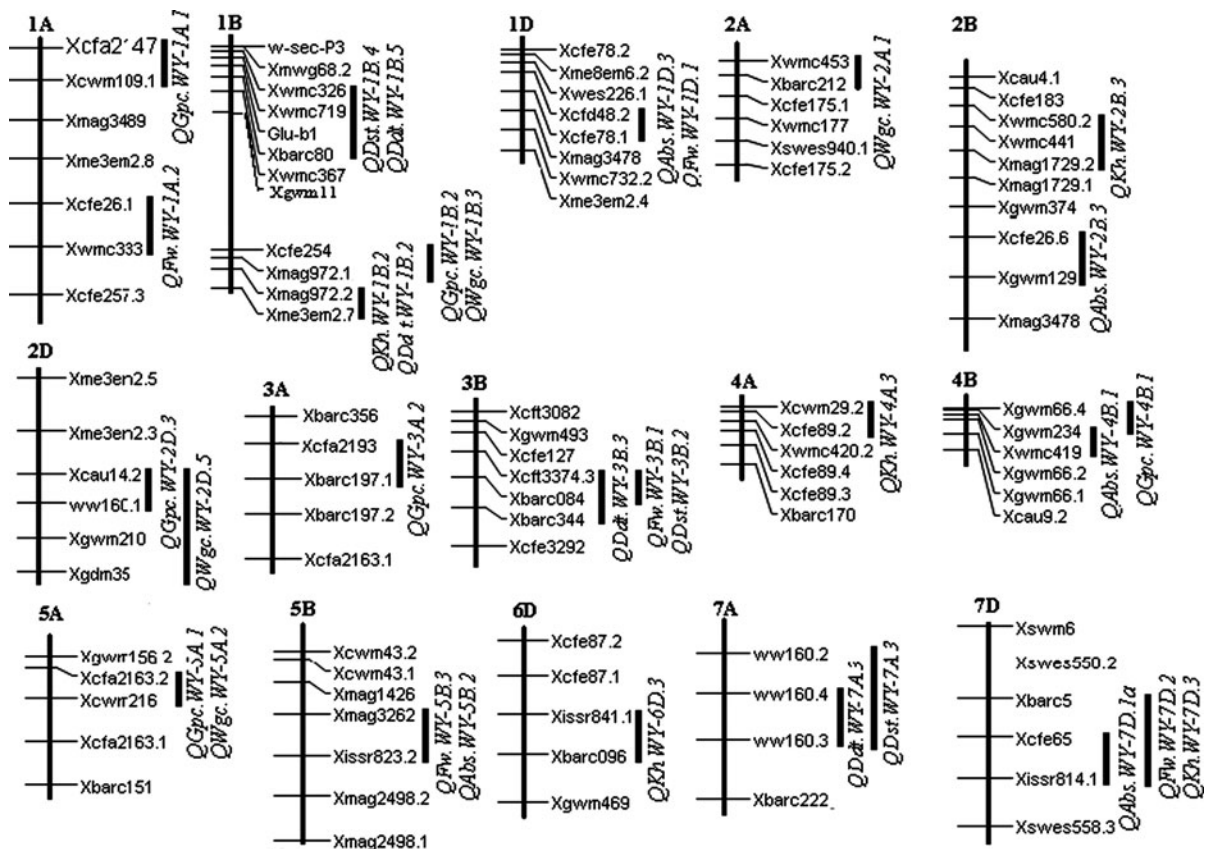 1A
Xcfa2147
Xcwm109.1
Xmag3489
Xme3em2.8
Xcfe26.1
Xwmc333
Xcfe257.3
QGpc.WY-1A.1
QFw.WY-1A.2
1B
w-sec-P3
Xmwg68.2
Xwmc326
Xwmc719
Glu-b1
Xbarc80
Xwmc367
Xgwm11
Xcfe254
Xmag972.1
Xmag972.2
Xme3em2.7
QDst.WY-1B.4
QDdt.WY-1B.5
QKh.WY-1B.2
QDdt.WY-1B.2
QGpc.WY-1B.2
QWgc.WY-1B.3
1D
Xcfe78.2
Xme8em6.2
Xwes226.1
Xcfd48.2
Xcfe78.1
Xmag3478
Xwmc732.2
Xme3em2.4
QAbs.WY-1D.3
QFw.WY-1D.1
2A
Xwmc453
Xbarc212
Xcfe175.1
Xwmc177
Xswes940.1
Xcfe175.2
QWgc.WY-2A.1
2B
Xcau4.1
Xcfe183
Xwmc580.2
Xwmc441
Xmag1729.2
Xmag1729.1
Xgwm374
Xcfe26.6
Xgwm129
Xmag3478
QKh.WY-2B.3
QAbs.WY-2B.3
2D
Xme3en2.5
Xme3en2.3
Xcau14.2
ww160.1
Xgwm210
Xgdm35
QGpc.WY-2D.3
QWgc.WY-2D.5
3A
Xbarc356
Xcfa2193
Xbarc197.1
Xbarc197.2
Xcfa2163.1
QGpc.WY-3A.2
3B
Xcft3082
Xgwm493
Xcfe127
Xcft3374.3
Xbarc084
Xbarc344
Xcfe3292
QDdt.WY-3B.3
QFw.WY-3B.1
QDst.WY-3B.2
4A
Xcwm29.2
Xcfe89.2
Xwmc420.2
Xcfe89.4
Xcfe89.3
Xbarc170
QKh.WY-4A.3
4B
Xgwm66.4
Xgwm234
Xwmc419
Xgwm66.2
Xgwm66.1
Xcau9.2
QAbs.WY-4B.1
QGpc.WY-4B.1
5A
Xgwrr156.2
Xcfa2163.2
Xcwrr216
Xcfa2163.1
Xbarc151
QGpc.WY-5A.1
QWgc.WY-5A.2
5B
Xcwm43.2
Xcwm43.1
Xmag1426
Xmag3262
Xissr823.2
Xmag2498.2
Xmag2498.1
QFw.WY-5B.3
QAbs.WY-5B.2
6D
Xcfe87.2
Xcfe87.1
Xissr841.1
Xbarc096
Xgwm469
QKh.WY-6D.3
7A
ww160.2
ww160.4
ww160.3
Xbarc222
QDdt.WY-7A.3
QDst.WY-7A.3
7D
Xswm6
Xswes550.2
Xbarc5
Xcfe65
Xissr814.1
Xswes558.3
QAbs.WY-7D.1a
QFw.WY-7D.2
QKh.WY-7D.3